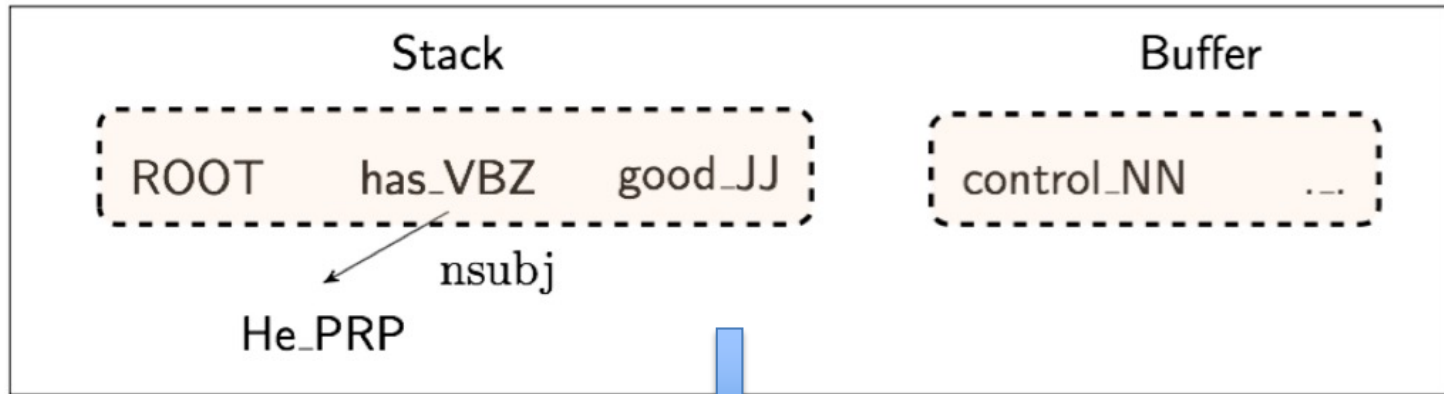 Stack Buffer
ROOT has_VBZ good_JJ control_NN ._.
nsubj
He_PRP